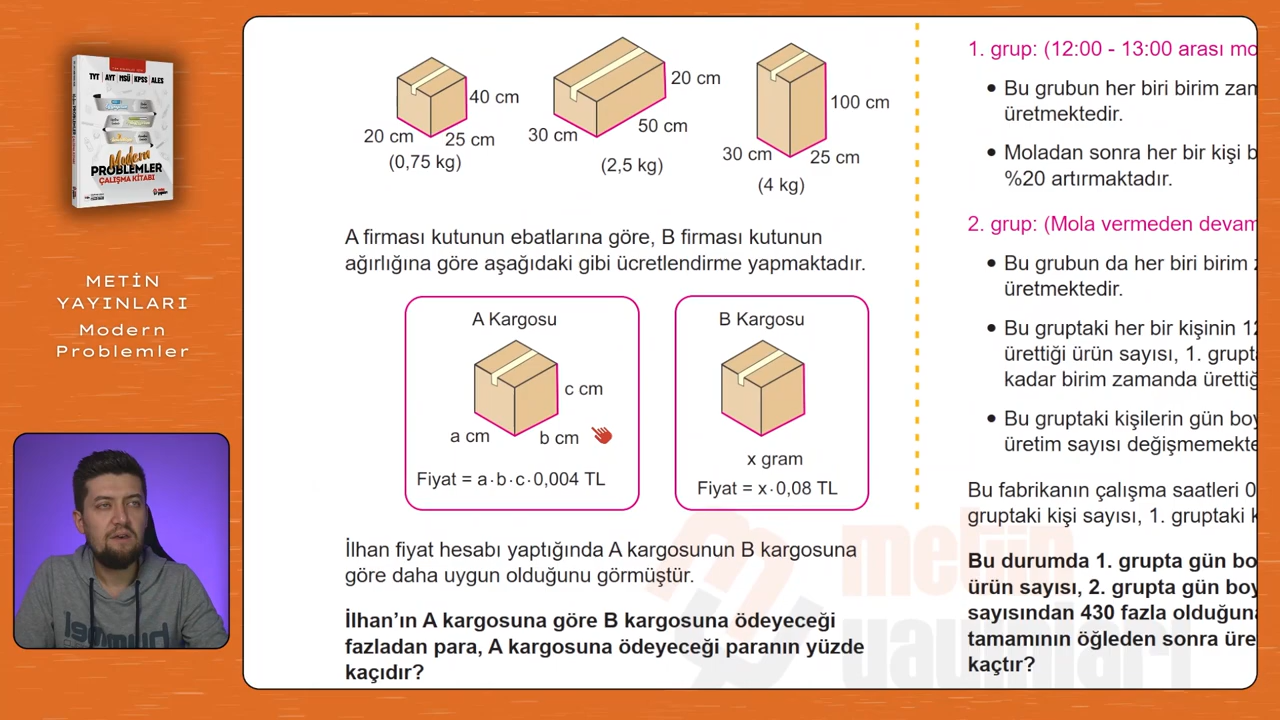 TYT | AYT | MSÜ | KPSS | ALES
Modern
PROBLEMLER
ÇALIŞMA KİTABI
METİN
YAYINLARI
Modern
Problemler
40 cm
20 cm
25 cm
(0,75 kg)
20 cm
30 cm
50 cm
(2,5 kg)
100 cm
30 cm
25 cm
(4 kg)
A firması kutunun ebatlarına göre, B firması kutunun
ağırlığına göre aşağıdaki gibi ücretlendirme yapmaktadır.
A Kargosu
c cm
a cm
b cm
Fiyat = a·b·c·0,004 TL
B Kargosu
x gram
Fiyat = x·0,08 TL
İlhan fiyat hesabı yaptığında A kargosunun B kargosuna
göre daha uygun olduğunu görmüştür.
İlhan'ın A kargosuna göre B kargosuna ödeyeceği
fazladan para, A kargosuna ödeyeceği paranın yüzde
kaçıdır?
1. grup: (12:00 - 13:00 arası mo
• Bu grubun her biri birim zam
üretmektedir.
• Moladan sonra her bir kişi b
%20 artırmaktadır.
2. grup: (Mola vermeden devam
• Bu grubun da her biri birim
üretmektedir.
• Bu gruptaki her bir kişinin 12
ürettiği ürün sayısı, 1. grupt
kadar birim zamanda ürettiğ
• Bu gruptaki kişilerin gün boy
üretim sayısı değişmemekte
Bu fabrikanın çalışma saatleri 0
gruptaki kişi sayısı, 1. gruptaki k
Bu durumda 1. grupta gün bo
ürün sayısı, 2. grupta gün boy
sayısından 430 fazla olduğuna
tamamının öğleden sonra üre
kaçtır?
metin
yayınları